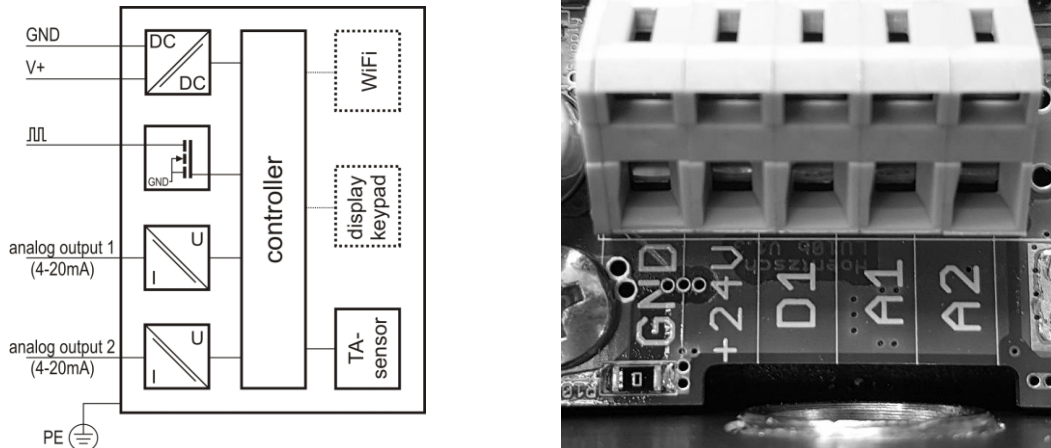 GND
V+
DC
DC
GND
analog output 1
(4-20mA)
U
I
analog output 2
(4-20mA)
U
I
PE
controller
WiFi
display
keypad
TA-
sensor
GND
+24V
D1
A1
A2